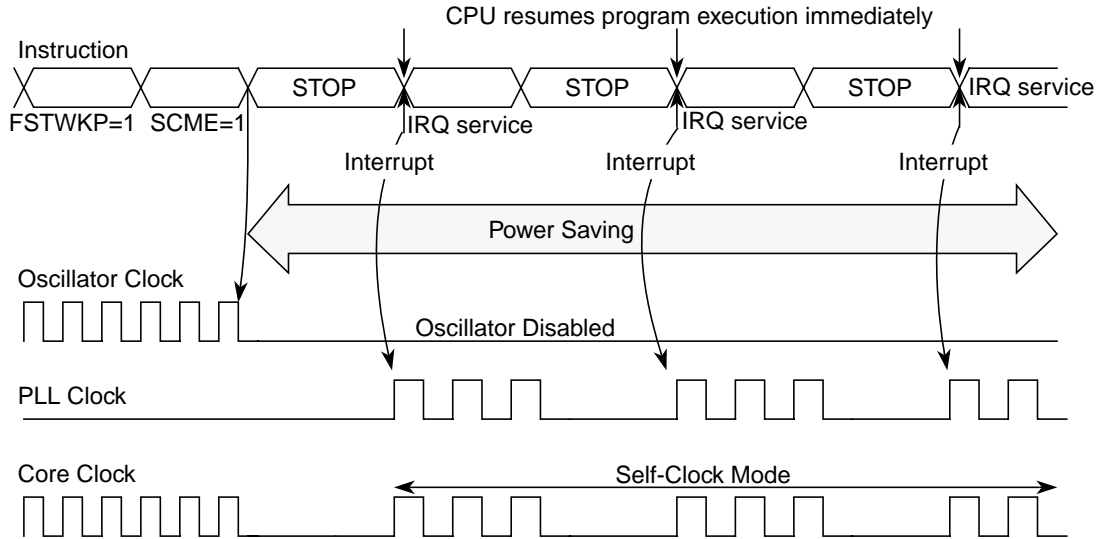 CPU resumes program execution immediately
Instruction
STOP
STOP
STOP
IRQ service
FSTWKP=1
SCME=1
IRQ service
IRQ service
Interrupt
Interrupt
Interrupt
Power Saving
Oscillator Clock
Oscillator Disabled
PLL Clock
Core Clock
Self-Clock Mode